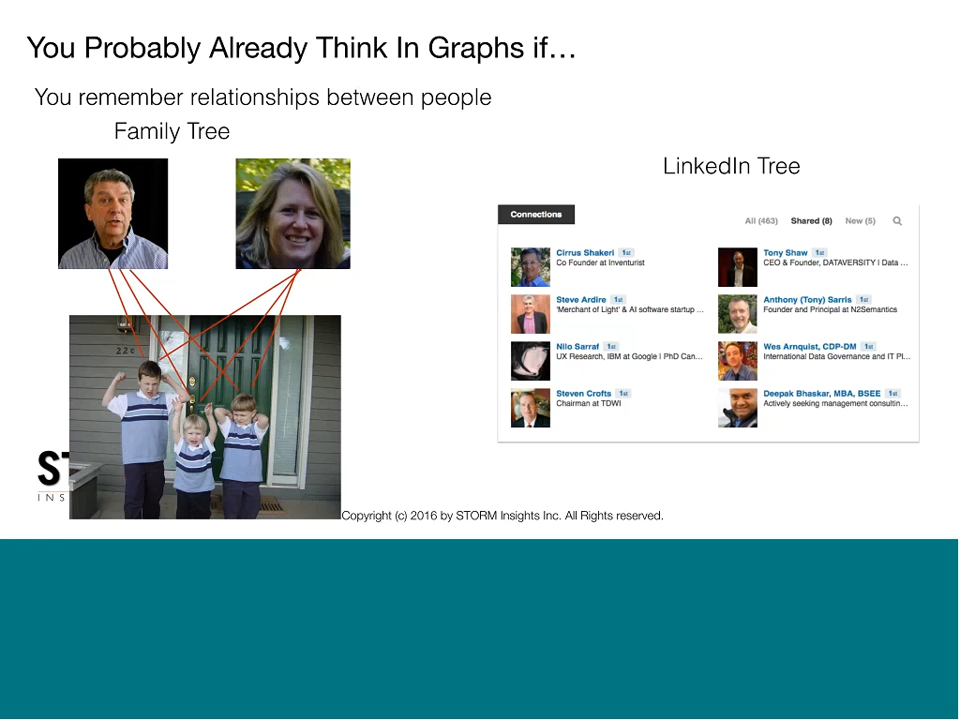 You Probably Already Think In Graphs if…
You remember relationships between people
Family Tree
LinkedIn Tree
Connections
All (463) Shared (8) New (5)
Cirrus Shakeri 1st
Co Founder at Inventurist
Tony Shaw 1st
CEO & Founder, DATAVERSITY | Data ...
Steve Ardire 1st
'Merchant of Light' & AI software startup ...
Anthony (Tony) Sarris 1st
Founder and Principal at N2Semantics
Nilo Sarraf 1st
UX Research, IBM at Google | PhD Can...
Wes Arnquist, CDP-DM 1st
International Data Governance and IT Pl...
Steven Crofts 1st
Chairman at TDWI
Deepak Bhaskar, MBA, BSEE 1st
Actively seeking management consultin...
ST
INS
Copyright (c) 2016 by STORM Insights Inc. All Rights reserved.